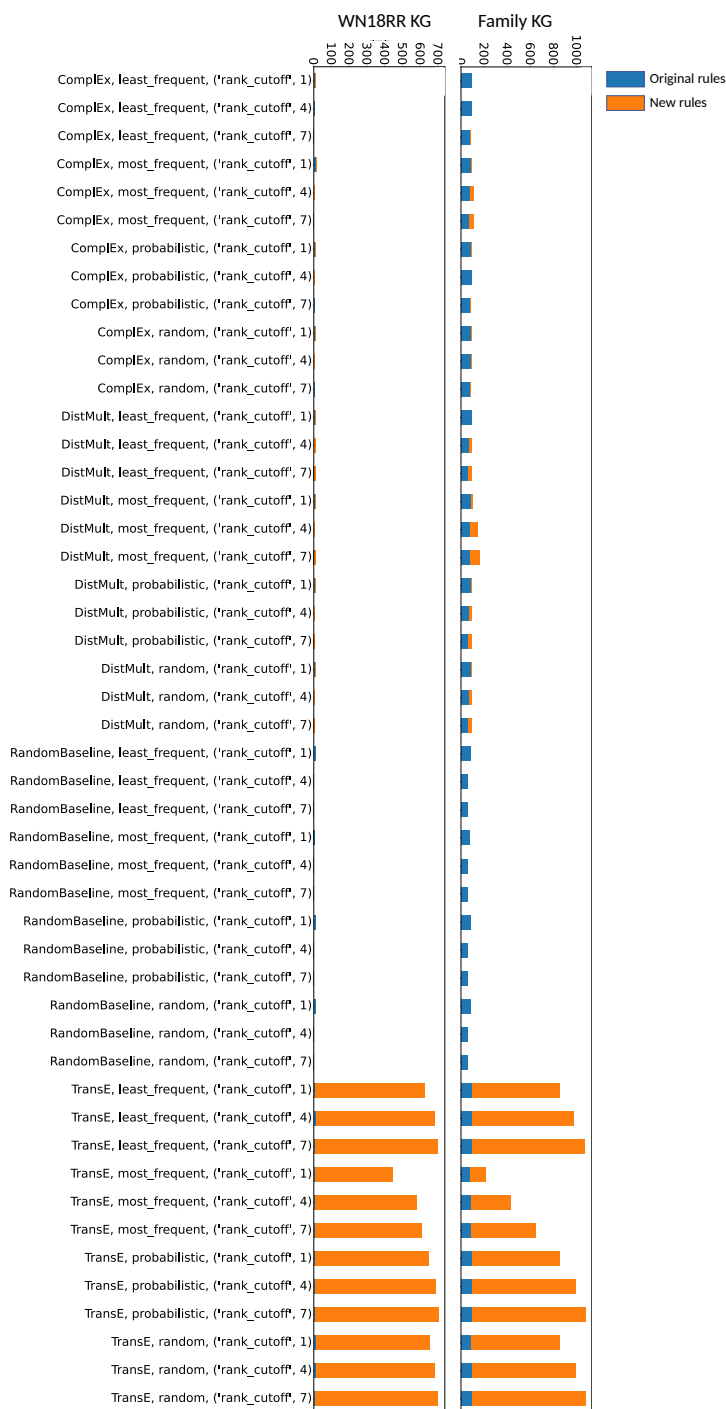 WN18RR KG
Family KG
0 100 200 300 400 500 600 700
0 200 400 600 800 1000
Original rules
New rules
ComplEx, least_frequent, ('rank_cutoff', 1)
ComplEx, least_frequent, ('rank_cutoff', 4)
ComplEx, least_frequent, ('rank_cutoff', 7)
ComplEx, most_frequent, ('rank_cutoff', 1)
ComplEx, most_frequent, ('rank_cutoff', 4)
ComplEx, most_frequent, ('rank_cutoff', 7)
ComplEx, probabilistic, ('rank_cutoff', 1)
ComplEx, probabilistic, ('rank_cutoff', 4)
ComplEx, probabilistic, ('rank_cutoff', 7)
ComplEx, random, ('rank_cutoff', 1)
ComplEx, random, ('rank_cutoff', 4)
ComplEx, random, ('rank_cutoff', 7)
DistMult, least_frequent, ('rank_cutoff', 1)
DistMult, least_frequent, ('rank_cutoff', 4)
DistMult, least_frequent, ('rank_cutoff', 7)
DistMult, most_frequent, ('rank_cutoff', 1)
DistMult, most_frequent, ('rank_cutoff', 4)
DistMult, most_frequent, ('rank_cutoff', 7)
DistMult, probabilistic, ('rank_cutoff', 1)
DistMult, probabilistic, ('rank_cutoff', 4)
DistMult, probabilistic, ('rank_cutoff', 7)
DistMult, random, ('rank_cutoff', 1)
DistMult, random, ('rank_cutoff', 4)
DistMult, random, ('rank_cutoff', 7)
RandomBaseline, least_frequent, ('rank_cutoff', 1)
RandomBaseline, least_frequent, ('rank_cutoff', 4)
RandomBaseline, least_frequent, ('rank_cutoff', 7)
RandomBaseline, most_frequent, ('rank_cutoff', 1)
RandomBaseline, most_frequent, ('rank_cutoff', 4)
RandomBaseline, most_frequent, ('rank_cutoff', 7)
RandomBaseline, probabilistic, ('rank_cutoff', 1)
RandomBaseline, probabilistic, ('rank_cutoff', 4)
RandomBaseline, probabilistic, ('rank_cutoff', 7)
RandomBaseline, random, ('rank_cutoff', 1)
RandomBaseline, random, ('rank_cutoff', 4)
RandomBaseline, random, ('rank_cutoff', 7)
TransE, least_frequent, ('rank_cutoff', 1)
TransE, least_frequent, ('rank_cutoff', 4)
TransE, least_frequent, ('rank_cutoff', 7)
TransE, most_frequent, ('rank_cutoff', 1)
TransE, most_frequent, ('rank_cutoff', 4)
TransE, most_frequent, ('rank_cutoff', 7)
TransE, probabilistic, ('rank_cutoff', 1)
TransE, probabilistic, ('rank_cutoff', 4)
TransE, probabilistic, ('rank_cutoff', 7)
TransE, random, ('rank_cutoff', 1)
TransE, random, ('rank_cutoff', 4)
TransE, random, ('rank_cutoff', 7)